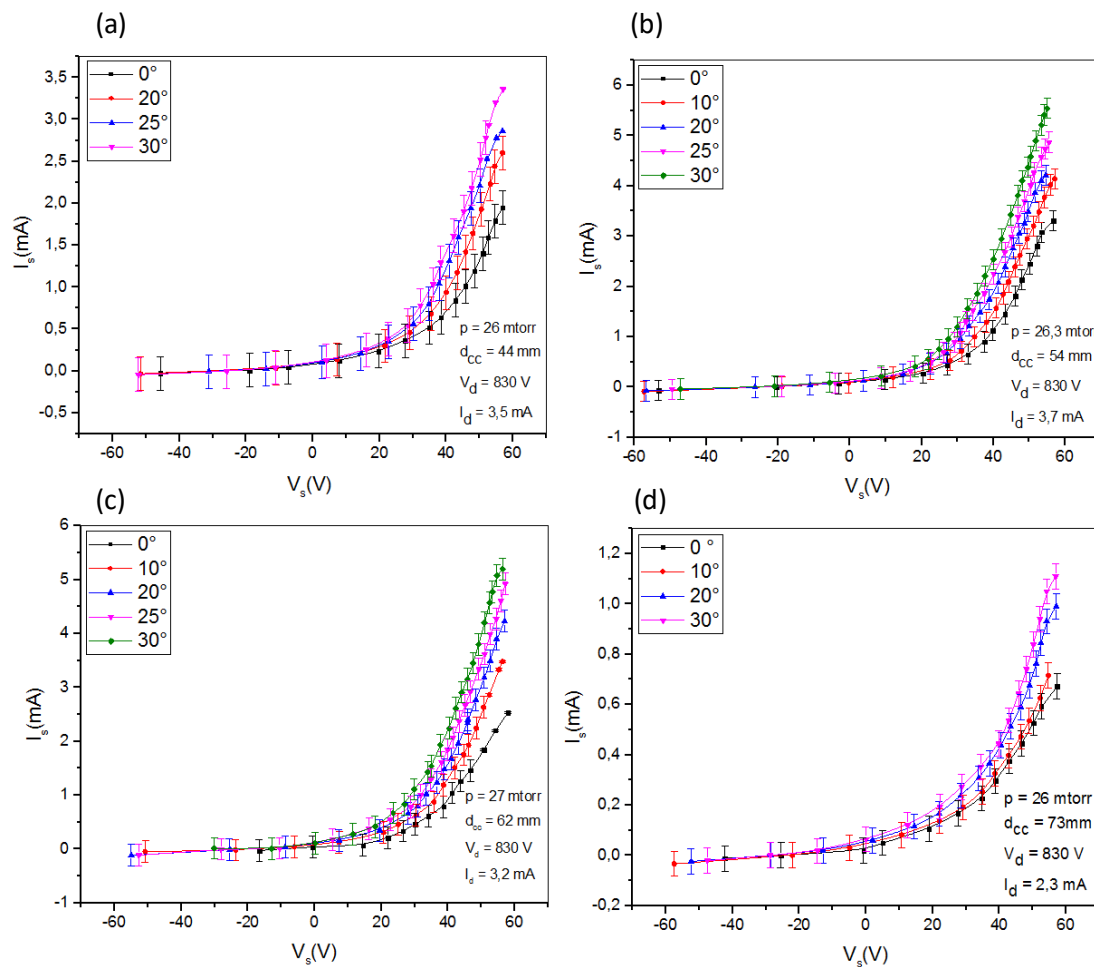 (a)
0°
20°
25°
30°
3,5
3,0
2,5
2,0
1,5
1,0
0,5
0,0
-0,5
I_s(mA)
p = 26 mtorr
d_cc = 44 mm
V_d = 830 V
I_d = 3,5 mA
-60 -40 -20 0 20 40 60
V_s(V)
(b)
0°
10°
20°
25°
30°
6
5
4
3
2
1
0
-1
I_s(mA)
p = 26,3 mtor
d_cc = 54 mm
V_d = 830 V
I_d = 3,7 mA
-60 -40 -20 0 20 40 60
V_s(V)
(c)
0°
10°
20°
25°
30°
6
5
4
3
2
1
0
-1
I_s(mA)
p = 27 mtorr
d_cc = 62 mm
V_d = 830 V
I_d = 3,2 mA
-60 -40 -20 0 20 40 60
V_s(V)
(d)
0 °
10°
20°
30°
1,2
1,0
0,8
0,6
0,4
0,2
0,0
-0,2
I_s(mA)
p = 26 mtorr
d_cc = 73mm
V_d = 830 V
I_d = 2,3 mA
-60 -40 -20 0 20 40 60
V_s(V)